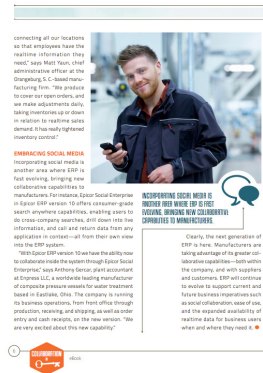 connecting all our locations
so that employees have the
realtime information they
need," says Matt Yaun, chief
administrative officer at the
Orangeburg, S. C.-based manu-
facturing firm. "We produce
to cover our open orders, and
we make adjustments daily,
taking inventories up or down
in relation to realtime sales
demand. It has really tightened
inventory control."
EMBRACING SOCIAL MEDIA
Incorporating social media is
another area where ERP is
fast evolving, bringing new
collaborative capabilities to
manufacturers. For instance, Epicor Social Enterprise
in Epicor ERP version 10 offers consumer-grade
search anywhere capabilities, enabling users to
do cross-company searches, drill down into live
information, and call and return data from any
application in context—all from their own view
into the ERP system.
"With Epicor ERP version 10 we have the ability now
to collaborate inside the system through Epicor Social
Enterprise," says Anthony Gercar, plant accountant
at Enpress LLC, a worldwide leading manufacturer
of composite pressure vessels for water treatment
based in Eastlake, Ohio. The company is running
its business operations, from front office through
production, receiving, and shipping, as well as order
entry and cash receipts, on the new version. "We
are very excited about this new capability."
INCORPORATING SOCIAL MEDIA IS
ANOTHER AREA WHERE ERP IS FAST
EVOLVING, BRINGING NEW COLLABORATIVE
CAPABILITIES TO MANUFACTURERS.
Clearly, the next generation of
ERP is here. Manufacturers are
taking advantage of its greater col-
laborative capabilities—both within
the company, and with suppliers
and customers. ERP will continue
to evolve to support current and
future business imperatives such
as social collaboration, ease of use,
and the expanded availability of
realtime data for business users
when and where they need it.
6
COLLABORATION
eBook